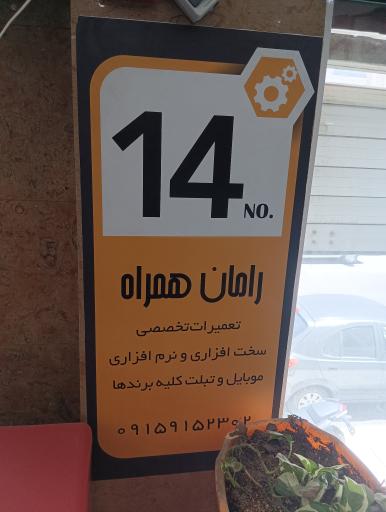 14
NO.
رامان همراه
تعمیرات تخصصی
سخت افزاری و نرم افزاری
موبایل و تبلت کلیه برندها
۰۹۱۵۹۱۵۲۳۰۲